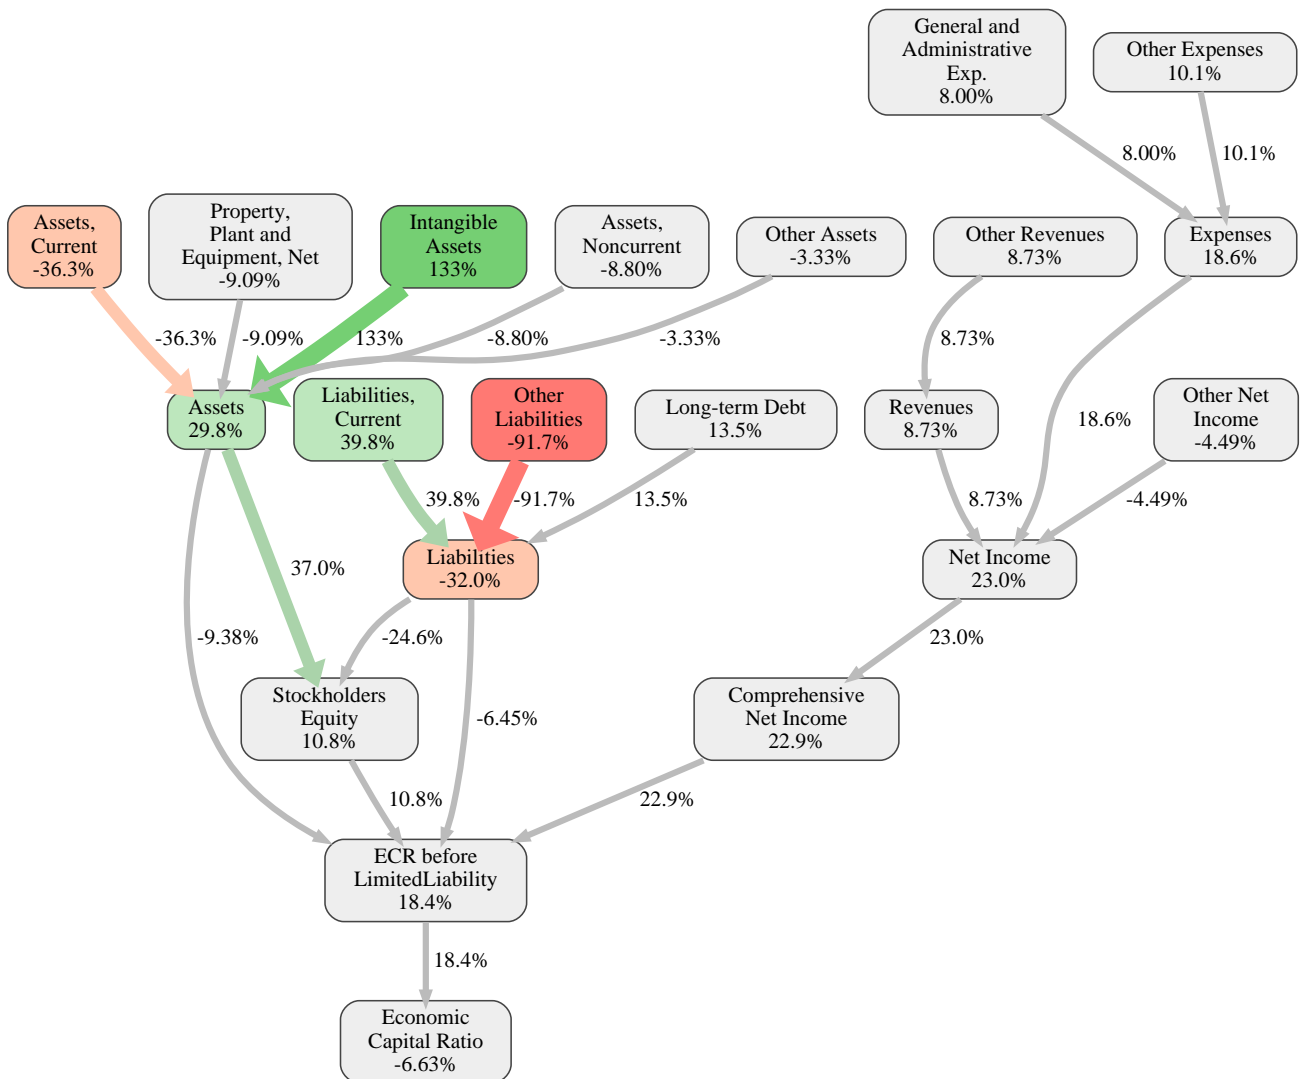 General and
Administrative
Exp.
8.00%
Other Expenses
10.1%
8.00%
10.1%
Assets,
Current
-36.3%
Property,
Plant and
Equipment, Net
-9.09%
Intangible
Assets
133%
Assets,
Noncurrent
-8.80%
Other Assets
-3.33%
Other Revenues
8.73%
Expenses
18.6%
-36.3%
-9.09%
133%
-8.80%
-3.33%
8.73%
Assets
29.8%
Liabilities,
Current
39.8%
Other
Liabilities
-91.7%
Long-term Debt
13.5%
Revenues
8.73%
18.6%
Other Net
Income
-4.49%
39.8%
-91.7%
13.5%
8.73%
-4.49%
37.0%
Liabilities
-32.0%
Net Income
23.0%
-9.38%
-24.6%
23.0%
Stockholders
Equity
10.8%
-6.45%
Comprehensive
Net Income
22.9%
10.8%
22.9%
ECR before
LimitedLiability
18.4%
18.4%
Economic
Capital Ratio
-6.63%